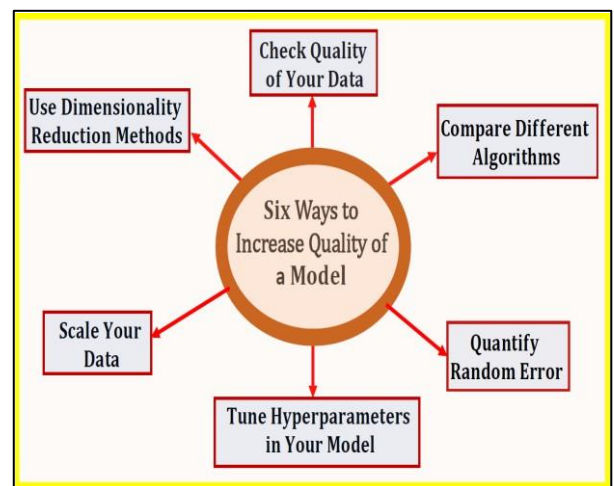 Check Quality
of Your Data
Use Dimensionality
Reduction Methods
Compare Different
Algorithms
Six Ways to
Increase Quality of
a Model
Scale Your
Data
Quantify
Random Error
Tune Hyperparameters
in Your Model